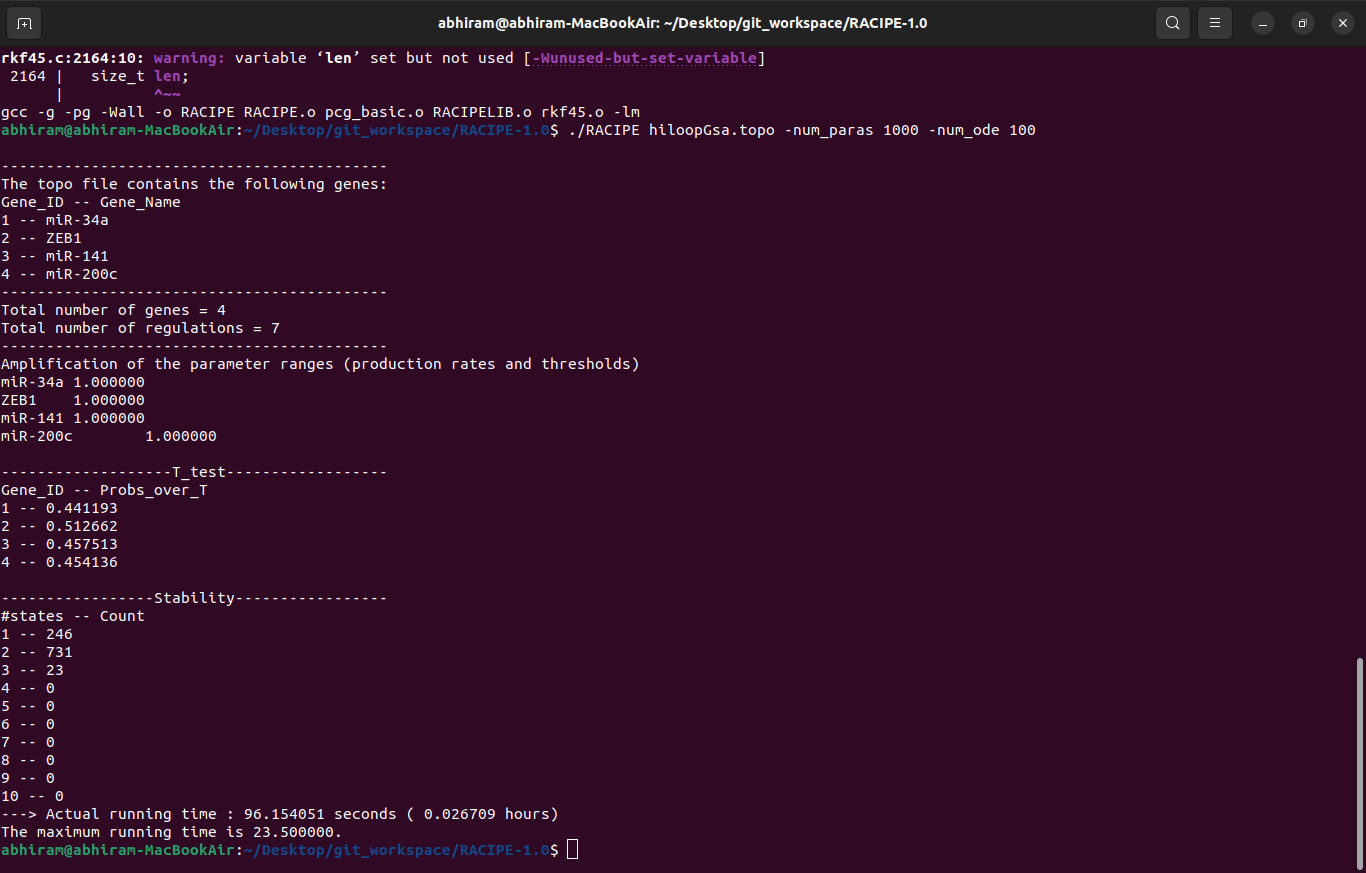 abhiram@abhiram-MacBookAir: ~/Desktop/git_workspace/RACIPE-1.0
rkf45.c:2164:10: warning: variable ‘len’ set but not used [-Wunused-but-set-variable]
 2164 |   size_t len;
      |          ^~~
gcc -g -pg -Wall -o RACIPE RACIPE.o pcg_basic.o RACIPELIB.o rkf45.o -lm
abhiram@abhiram-MacBookAir:~/Desktop/git_workspace/RACIPE-1.0$ ./RACIPE hiloopGsa.topo -num_paras 1000 -num_ode 100
-------------------------------------------
The topo file contains the following genes:
Gene_ID -- Gene_Name
1 -- miR-34a
2 -- ZEB1
3 -- miR-141
4 -- miR-200c
-------------------------------------------
Total number of genes = 4
Total number of regulations = 7
-------------------------------------------
Amplification of the parameter ranges (production rates and thresholds)
miR-34a 1.000000
ZEB1    1.000000
miR-141 1.000000
miR-200c        1.000000
-------------------T_test------------------
Gene_ID -- Probs_over_T
1 -- 0.441193
2 -- 0.512662
3 -- 0.457513
4 -- 0.454136
-----------------Stability-----------------
#states -- Count
1 -- 246
2 -- 731
3 -- 23
4 -- 0
5 -- 0
6 -- 0
7 -- 0
8 -- 0
9 -- 0
10 -- 0
---> Actual running time : 96.154051 seconds ( 0.026709 hours)
The maximum running time is 23.500000.
abhiram@abhiram-MacBookAir:~/Desktop/git_workspace/RACIPE-1.0$